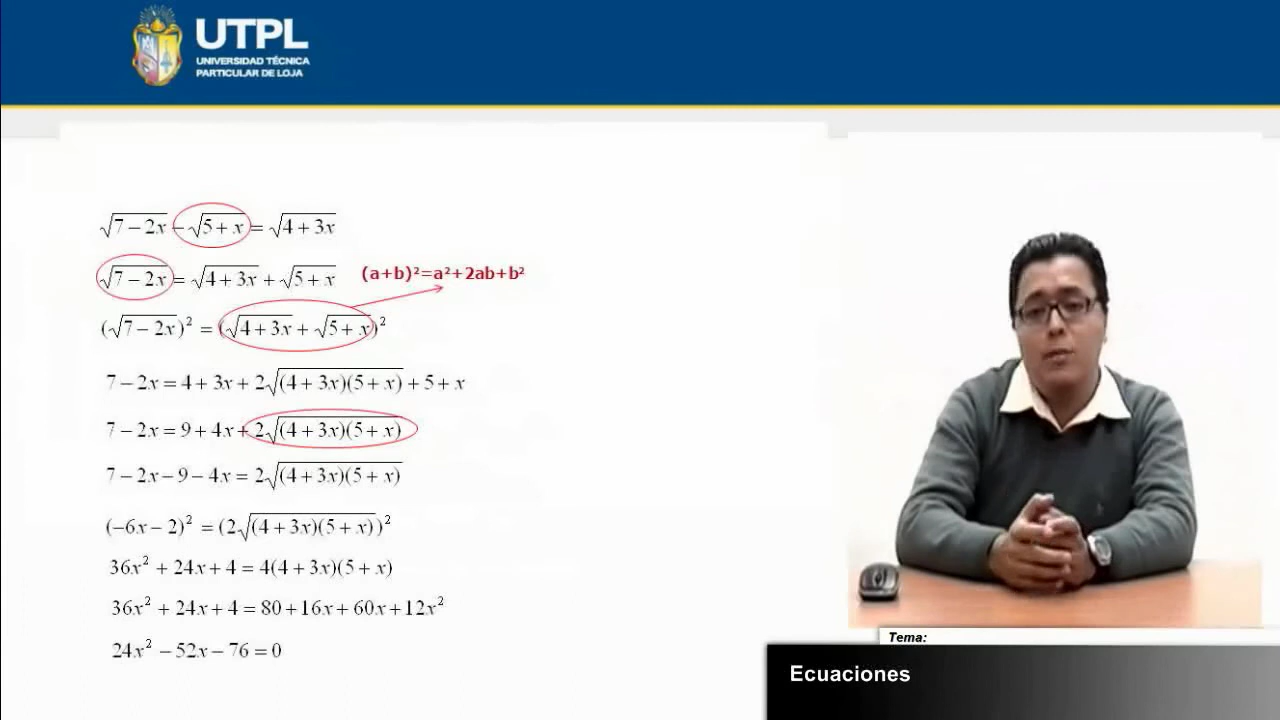 UTPL
UNIVERSIDAD TÉCNICA
PARTICULAR DE LOJA
√(7 − 2x) − √(5 + x) = √(4 + 3x)
√(7 − 2x) = √(4 + 3x) + √(5 + x)
(a+b)²=a²+2ab+b²
(√(7 − 2x))² = (√(4 + 3x) + √(5 + x))²
7 − 2x = 4 + 3x + 2√((4 + 3x)(5 + x)) + 5 + x
7 − 2x = 9 + 4x + 2√((4 + 3x)(5 + x))
7 − 2x − 9 − 4x = 2√((4 + 3x)(5 + x))
(−6x − 2)² = (2√((4 + 3x)(5 + x)))²
36x² + 24x + 4 = 4(4 + 3x)(5 + x)
36x² + 24x + 4 = 80 + 16x + 60x + 12x²
24x² − 52x − 76 = 0
Tema:
Ecuaciones